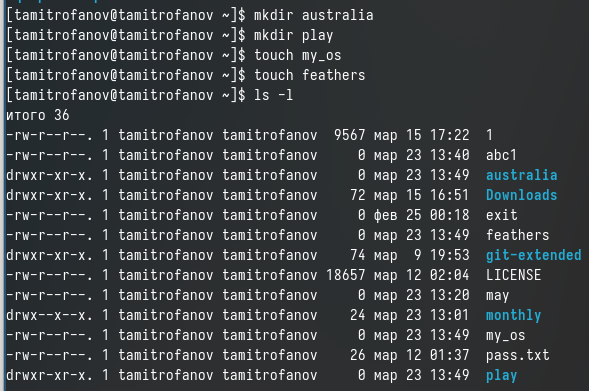 [tamitrofanov@tamitrofanov ~]$ mkdir australia
[tamitrofanov@tamitrofanov ~]$ mkdir play
[tamitrofanov@tamitrofanov ~]$ touch my_os
[tamitrofanov@tamitrofanov ~]$ touch feathers
[tamitrofanov@tamitrofanov ~]$ ls -l
итого 36
-rw-r--r--. 1 tamitrofanov tamitrofanov  9567 мар 15 17:22  1
-rw-r--r--. 1 tamitrofanov tamitrofanov     0 мар 23 13:40  abc1
drwxr-xr-x. 1 tamitrofanov tamitrofanov     0 мар 23 13:49  australia
drwxr-xr-x. 1 tamitrofanov tamitrofanov    72 мар 15 16:51  Downloads
-rw-r--r--. 1 tamitrofanov tamitrofanov     0 фев 25 00:18  exit
-rw-r--r--. 1 tamitrofanov tamitrofanov     0 мар 23 13:49  feathers
drwxr-xr-x. 1 tamitrofanov tamitrofanov    74 мар  9 19:53  git-extended
-rw-r--r--. 1 tamitrofanov tamitrofanov 18657 мар 12 02:04  LICENSE
-rw-r--r--. 1 tamitrofanov tamitrofanov     0 мар 23 13:20  may
drwx--x--x. 1 tamitrofanov tamitrofanov    24 мар 23 13:01  monthly
-rw-r--r--. 1 tamitrofanov tamitrofanov     0 мар 23 13:49  my_os
-rw-r--r--. 1 tamitrofanov tamitrofanov    26 мар 12 01:37  pass.txt
drwxr-xr-x. 1 tamitrofanov tamitrofanov     0 мар 23 13:49  play